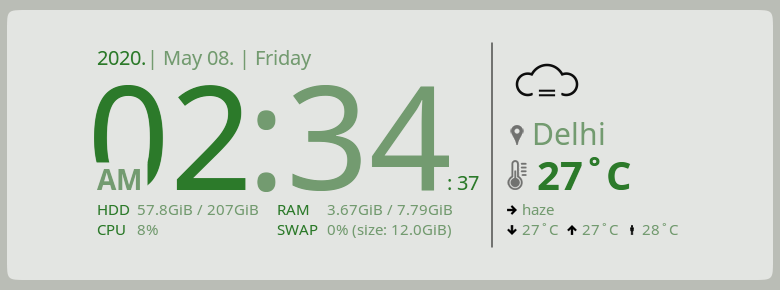 2020.| May 08. | Friday
02:34
AM
: 37
HDD 57.8GiB / 207GiB RAM 3.67GiB / 7.79GiB
CPU 8% SWAP 0% (size: 12.0GiB)
Delhi
27°C
haze
27°C 27°C 28°C